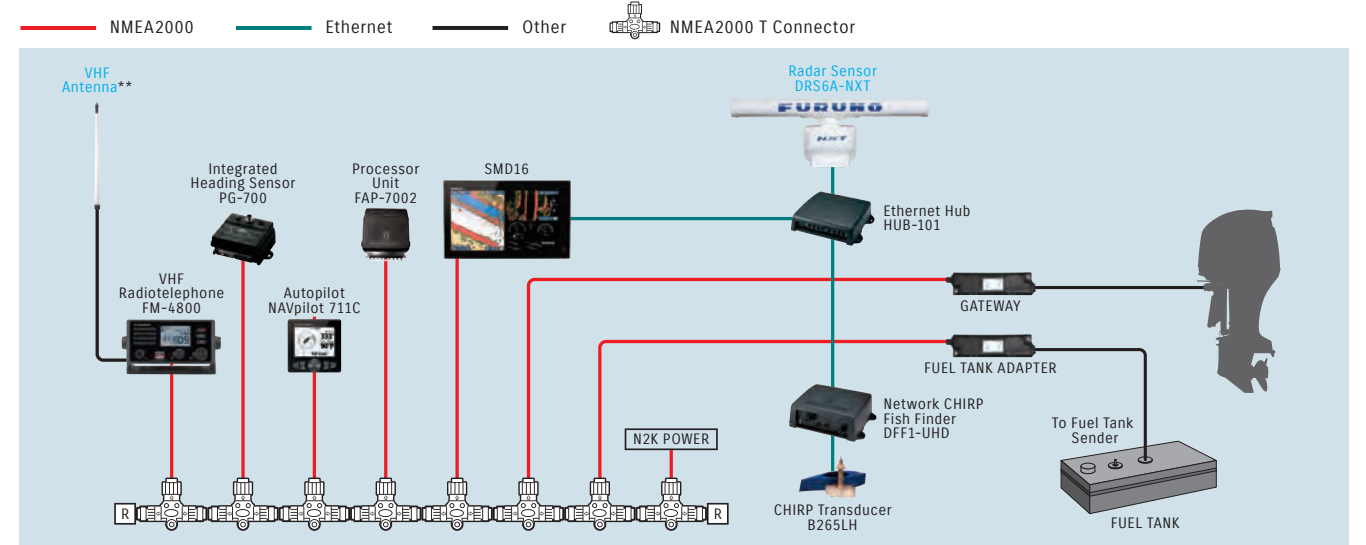 NMEA2000
Ethernet
Other
NMEA2000 T Connector
VHF
Antenna**
Radar Sensor
DRS6A-NXT
FURUNO
NXT
Integrated
Heading Sensor
PG-700
Processor
Unit
FAP-7002
SMD16
Ethernet Hub
HUB-101
VHF
Radiotelephone
FM-4800
Autopilot
NAVpilot 711C
GATEWAY
FUEL TANK ADAPTER
Network CHIRP
Fish Finder
DFF1-UHD
To Fuel Tank
Sender
N2K POWER
R
R
CHIRP Transducer
B265LH
FUEL TANK